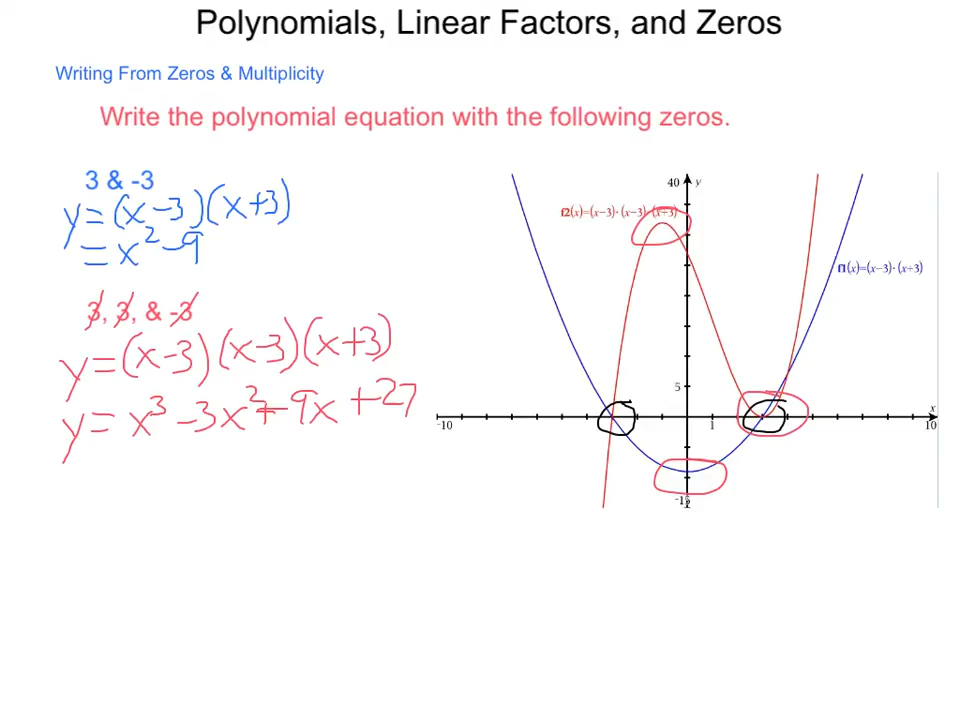 Polynomials, Linear Factors, and Zeros
Writing From Zeros & Multiplicity
Write the polynomial equation with the following zeros.
3 & -3
y = (x-3)(x+3)
= x² -9
3, 3, & -3
y = (x-3)(x-3)(x+3)
y = x³ -3x² -9x +27
40 y
f2(x)=(x−3)·(x−3)·(x+3)
f1(x)=(x−3)·(x+3)
5
x
-10 1 10